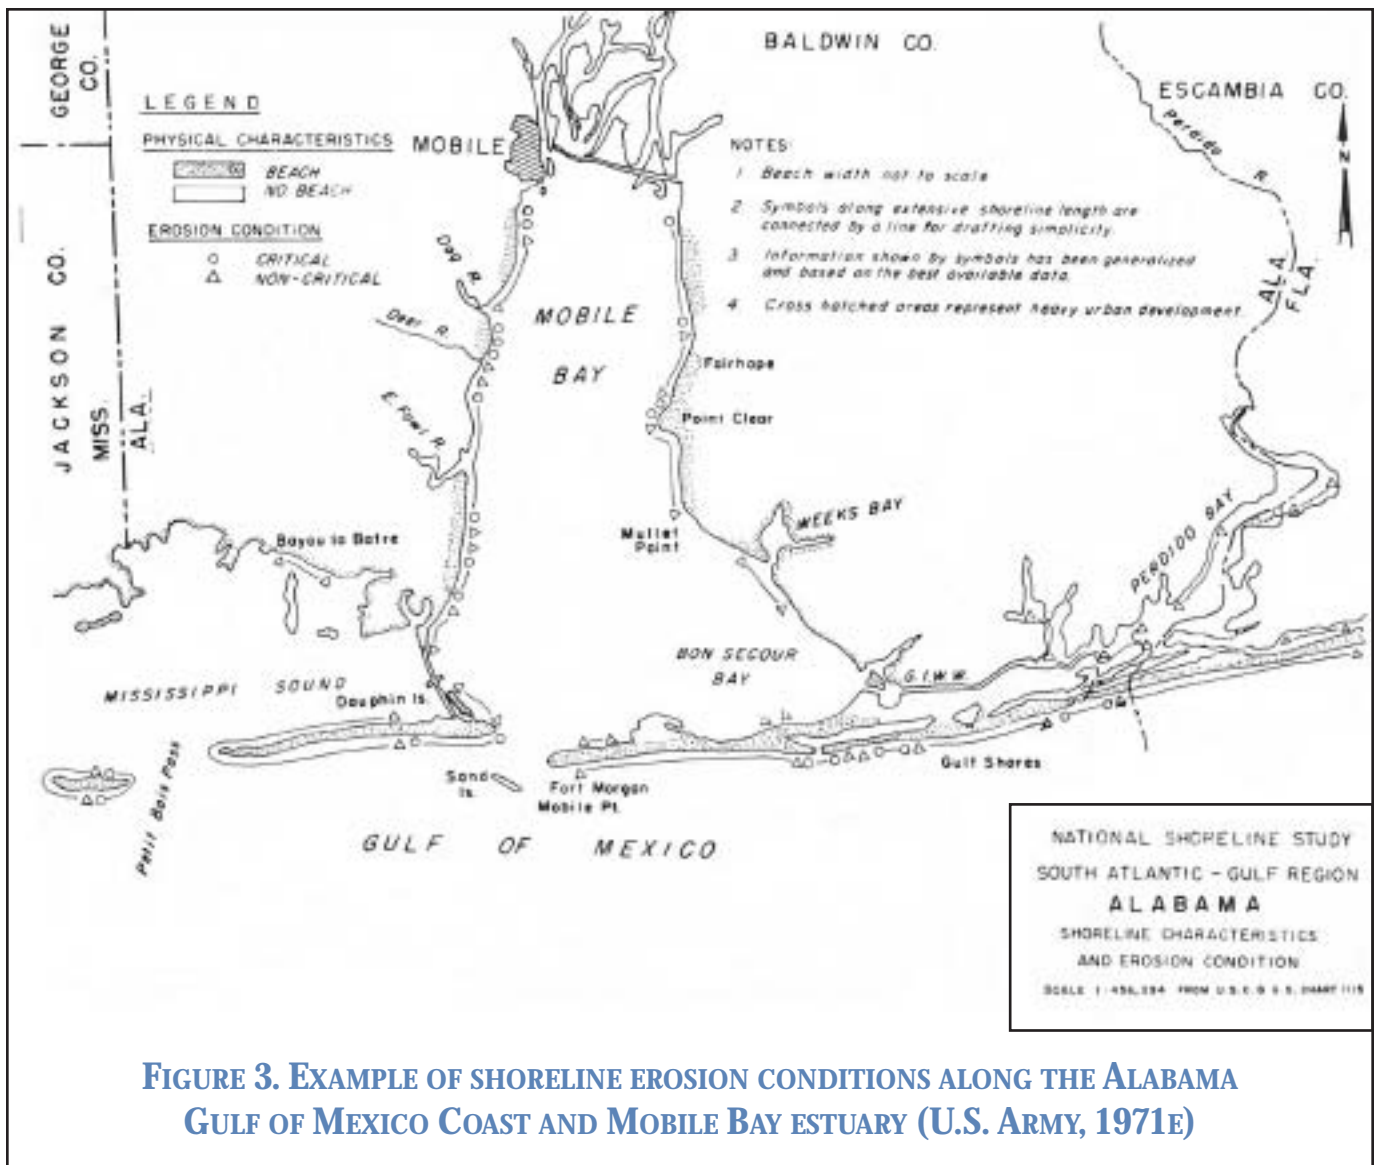 GEORGE
CO.
BALDWIN CO.
ESCAMBIA CO.
Perdido R.
N
LEGEND
PHYSICAL CHARACTERISTICS
BEACH
NO BEACH
EROSION CONDITION
CRITICAL
NON-CRITICAL
MOBILE
NOTES:
1 Beach width not to scale
2 Symbols along extensive shoreline length are
connected by a line for drafting simplicity.
3 Information shown by symbols has been generalized
and based on the best available data.
4 Cross hatched areas represent heavy urban development.
JACKSON CO.
MISS.
ALA.
ALA.
FLA.
Dog R.
Deer R.
E. Fowl R.
MOBILE
BAY
Fairhope
Point Clear
Mullet
Point
WEEKS BAY
PERDIDO BAY
Bayou la Batre
BON SECOUR
BAY
G.I.W.W.
MISSISSIPPI SOUND
Dauphin Is.
Petit Bois Pass
Sand
Is.
Fort Morgan
Mobile Pt.
Gulf Shores
GULF OF MEXICO
NATIONAL SHORELINE STUDY
SOUTH ATLANTIC - GULF REGION
ALABAMA
SHORELINE CHARACTERISTICS
AND EROSION CONDITION
SCALE 1:456,394 FROM U.S.C. & G.S. CHART 1115
FIGURE 3. EXAMPLE OF SHORELINE EROSION CONDITIONS ALONG THE ALABAMA
GULF OF MEXICO COAST AND MOBILE BAY ESTUARY (U.S. ARMY, 1971E)